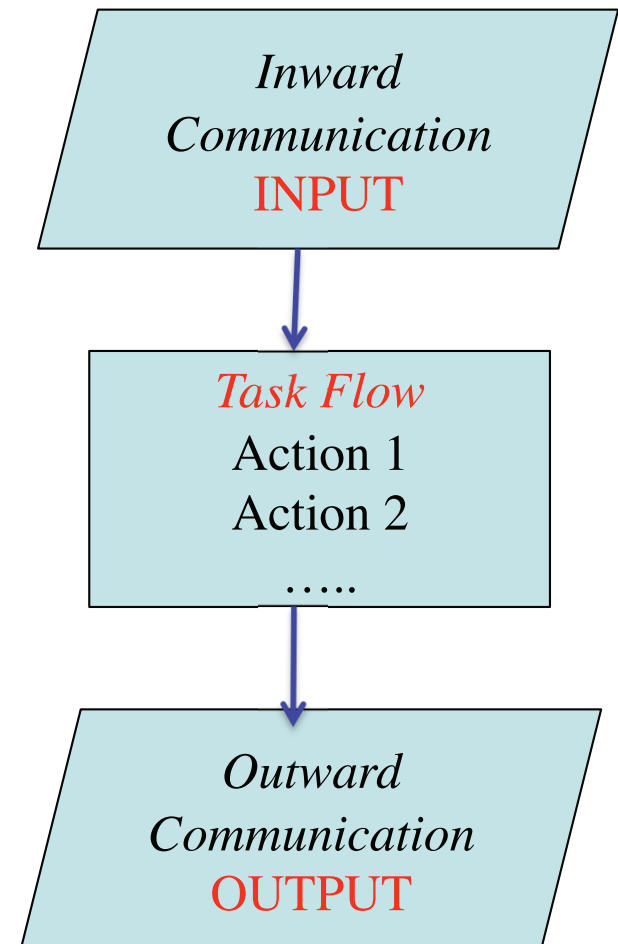 Inward
Communication
INPUT
Task Flow
Action 1
Action 2
…..
Outward
Communication
OUTPUT